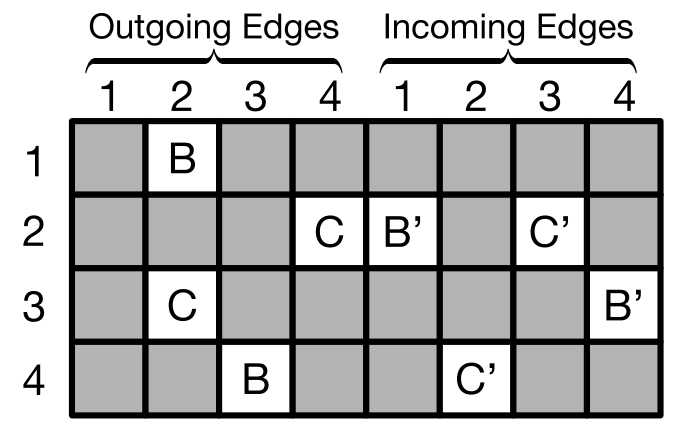 Outgoing Edges Incoming Edges
1 2 3 4 1 2 3 4
1 B
2 C B’ C’
3 C B’
4 B C’